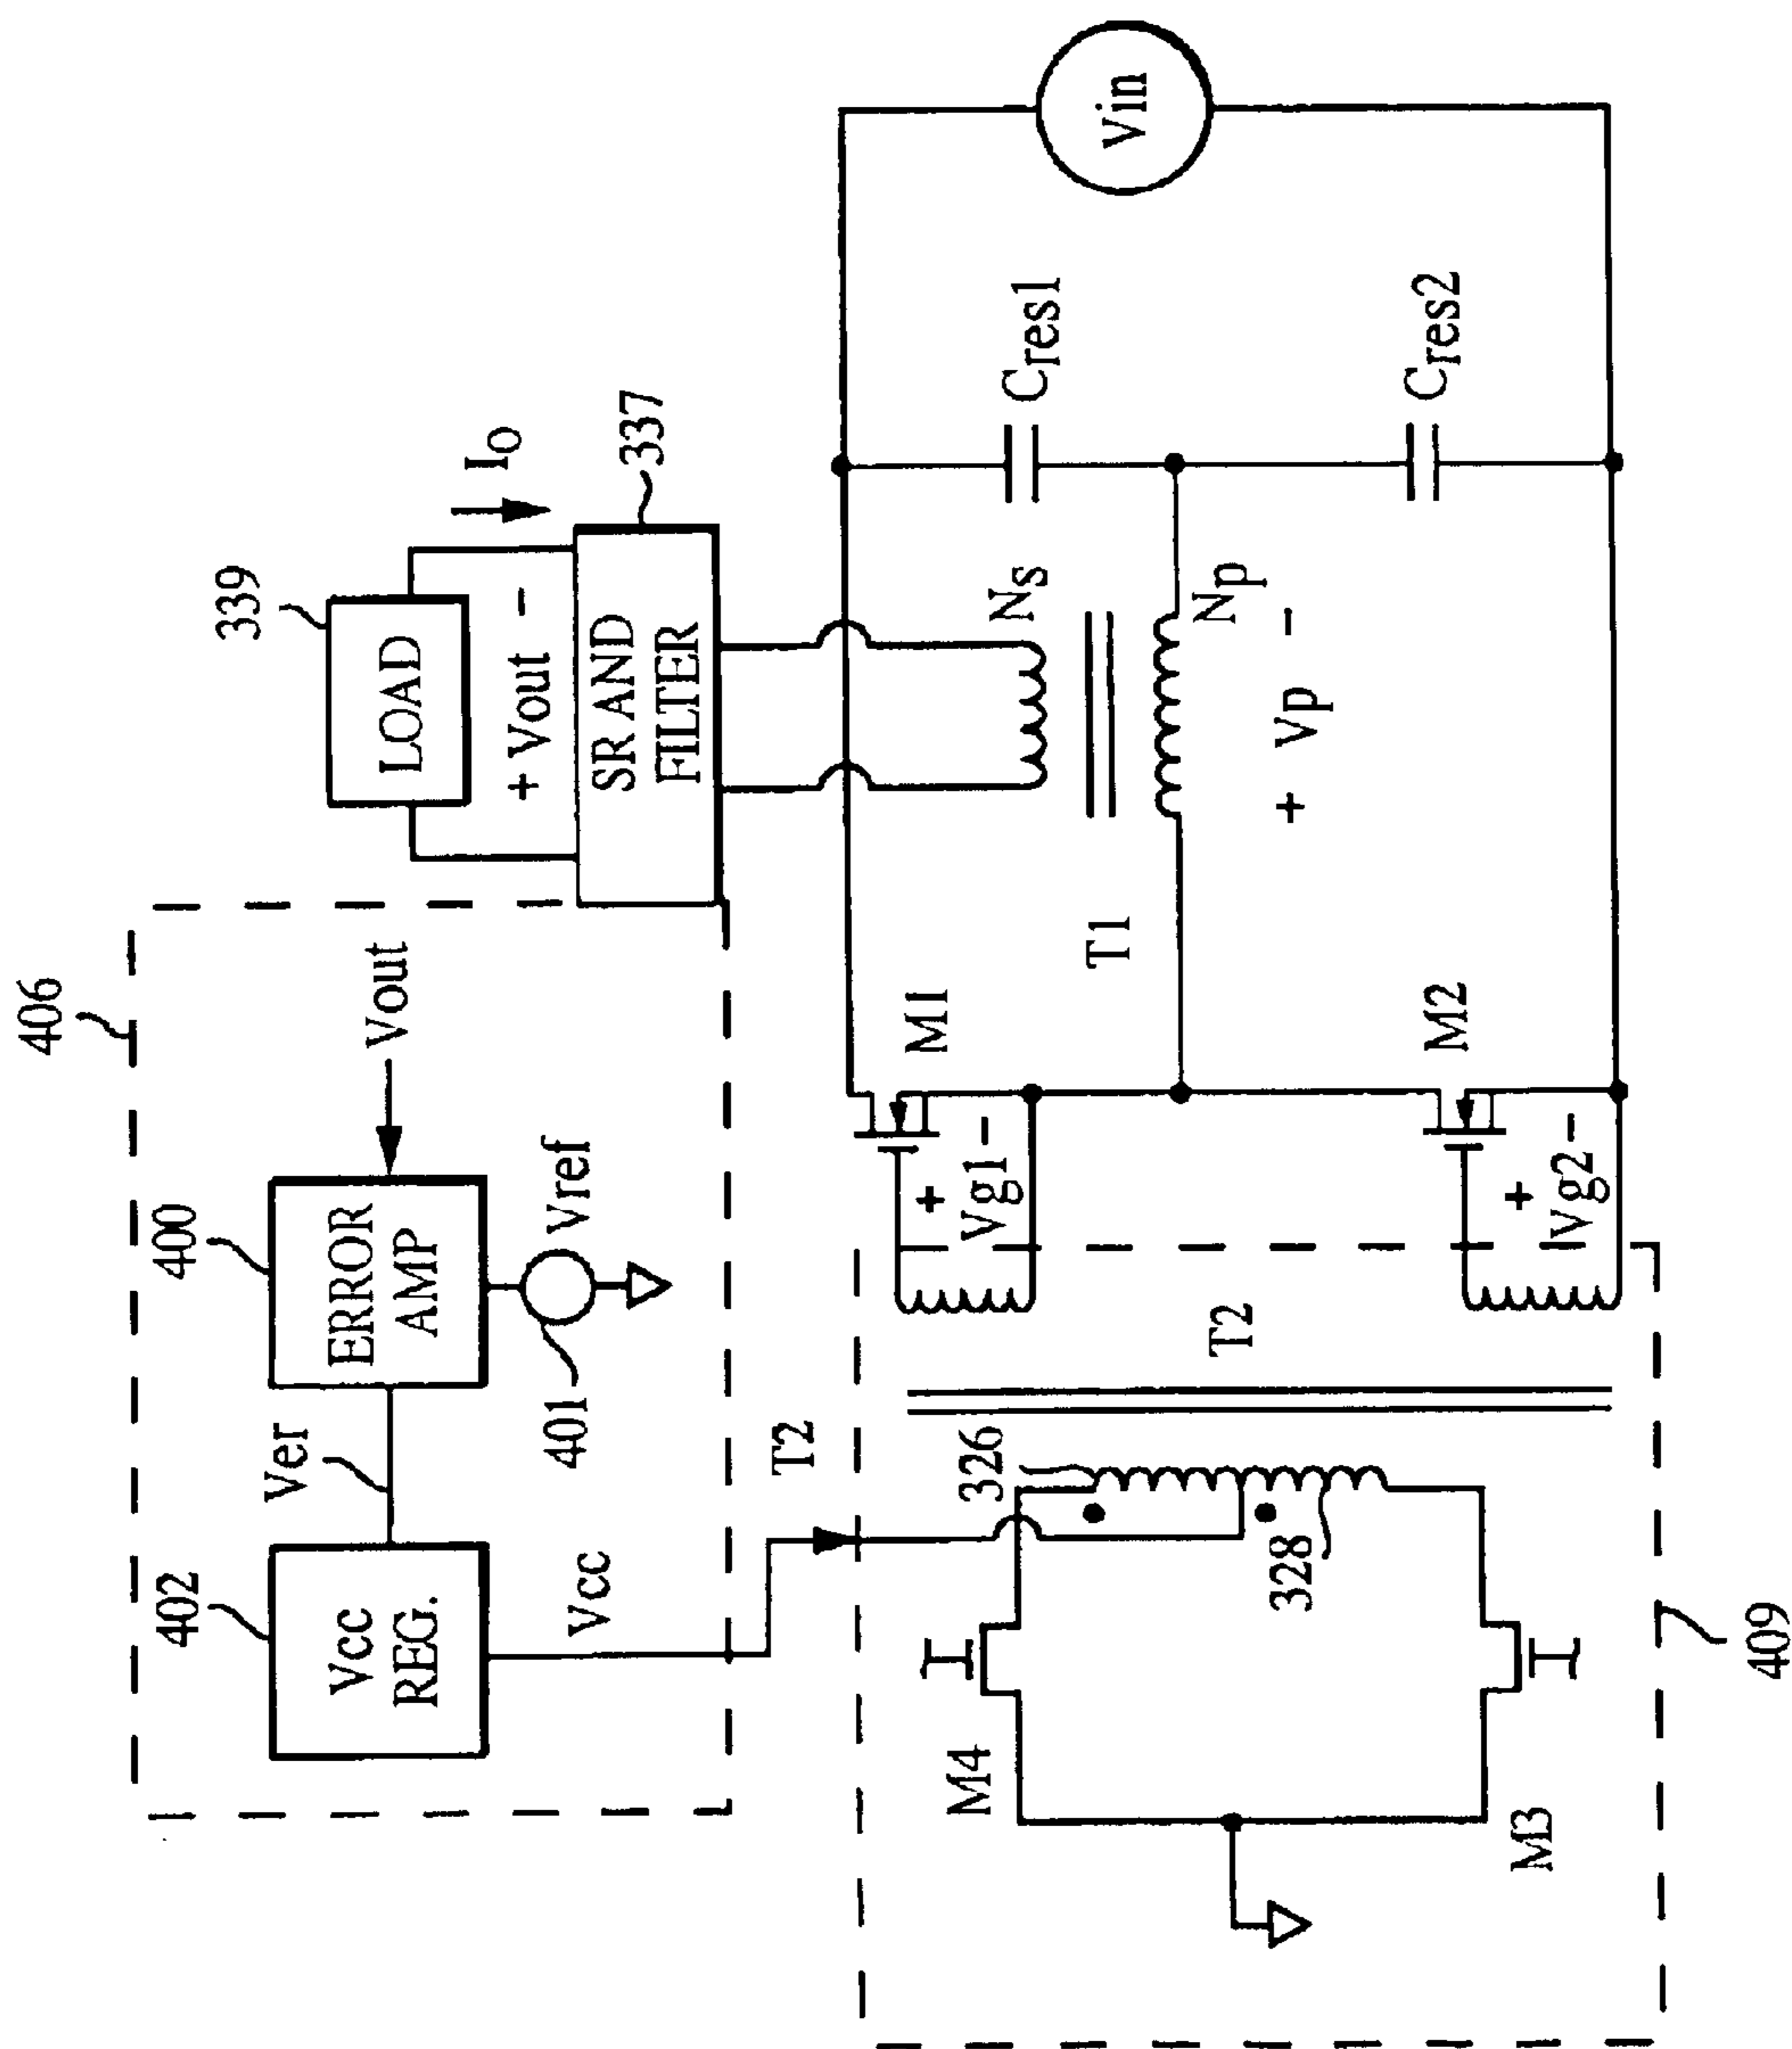 406
400
402
ERROR
AMP
Vcc
REG.
Ver
Vout
Vref
401
Vcc
T2
339
LOAD
+ Vout -
Io
SR AND
FILTER
337
Ns
Np
T1
+ Vp -
Cres1
Cres2
Vin
M1
M2
+
Vg1
-
+
Vg2
-
T2
326
328
M4
M3
409